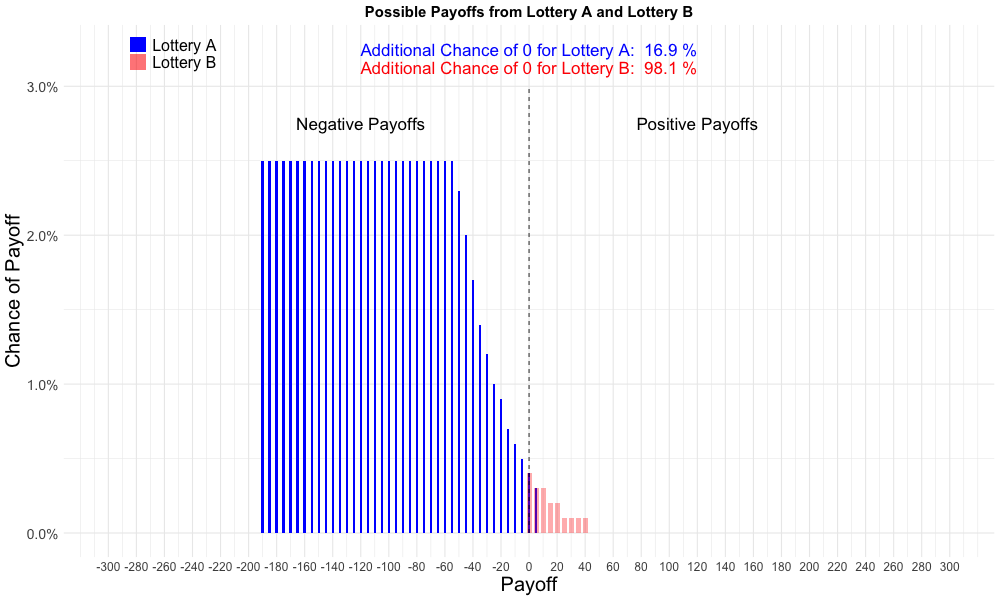 Possible Payoffs from Lottery A and Lottery B
Lottery A
Lottery B
Additional Chance of 0 for Lottery A:  16.9 %
Additional Chance of 0 for Lottery B:  98.1 %
Negative Payoffs
Positive Payoffs
Chance of Payoff
3.0%
2.0%
1.0%
0.0%
-300 -280 -260 -240 -220 -200 -180 -160 -140 -120 -100 -80 -60 -40 -20 0 20 40 60 80 100 120 140 160 180 200 220 240 260 280 300
Payoff